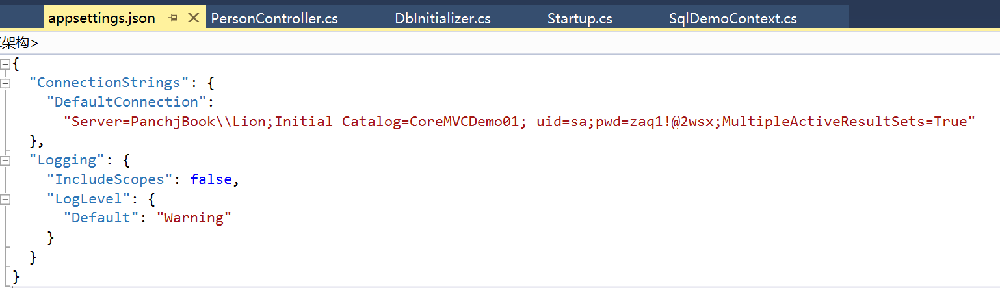 appsettings.json PersonController.cs DbInitializer.cs Startup.cs SqlDemoContext.cs
架构>
{
"ConnectionStrings": {
"DefaultConnection":
"Server=PanchjBook\\Lion;Initial Catalog=CoreMVCDemo01; uid=sa;pwd=zaq1!@2wsx;MultipleActiveResultSets=True"
},
"Logging": {
"IncludeScopes": false,
"LogLevel": {
"Default": "Warning"
}
}
}